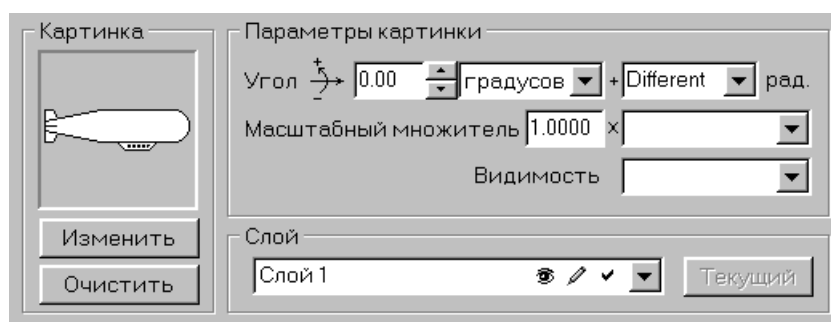 Картинка
Изменить
Очистить
Параметры картинки
Угол + - 0.00 градусов + Different рад.
Масштабный множитель 1.0000 ×
Видимость
Слой
Слой 1
Текущий